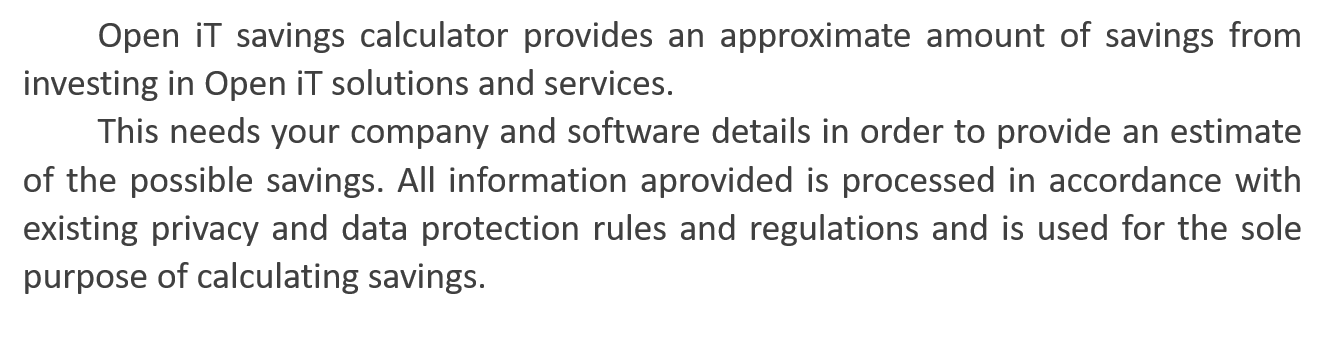 Open iT savings calculator provides an approximate amount of savings from
investing in Open iT solutions and services.
This needs your company and software details in order to provide an estimate
of the possible savings. All information aprovided is processed in accordance with
existing privacy and data protection rules and regulations and is used for the sole
purpose of calculating savings.